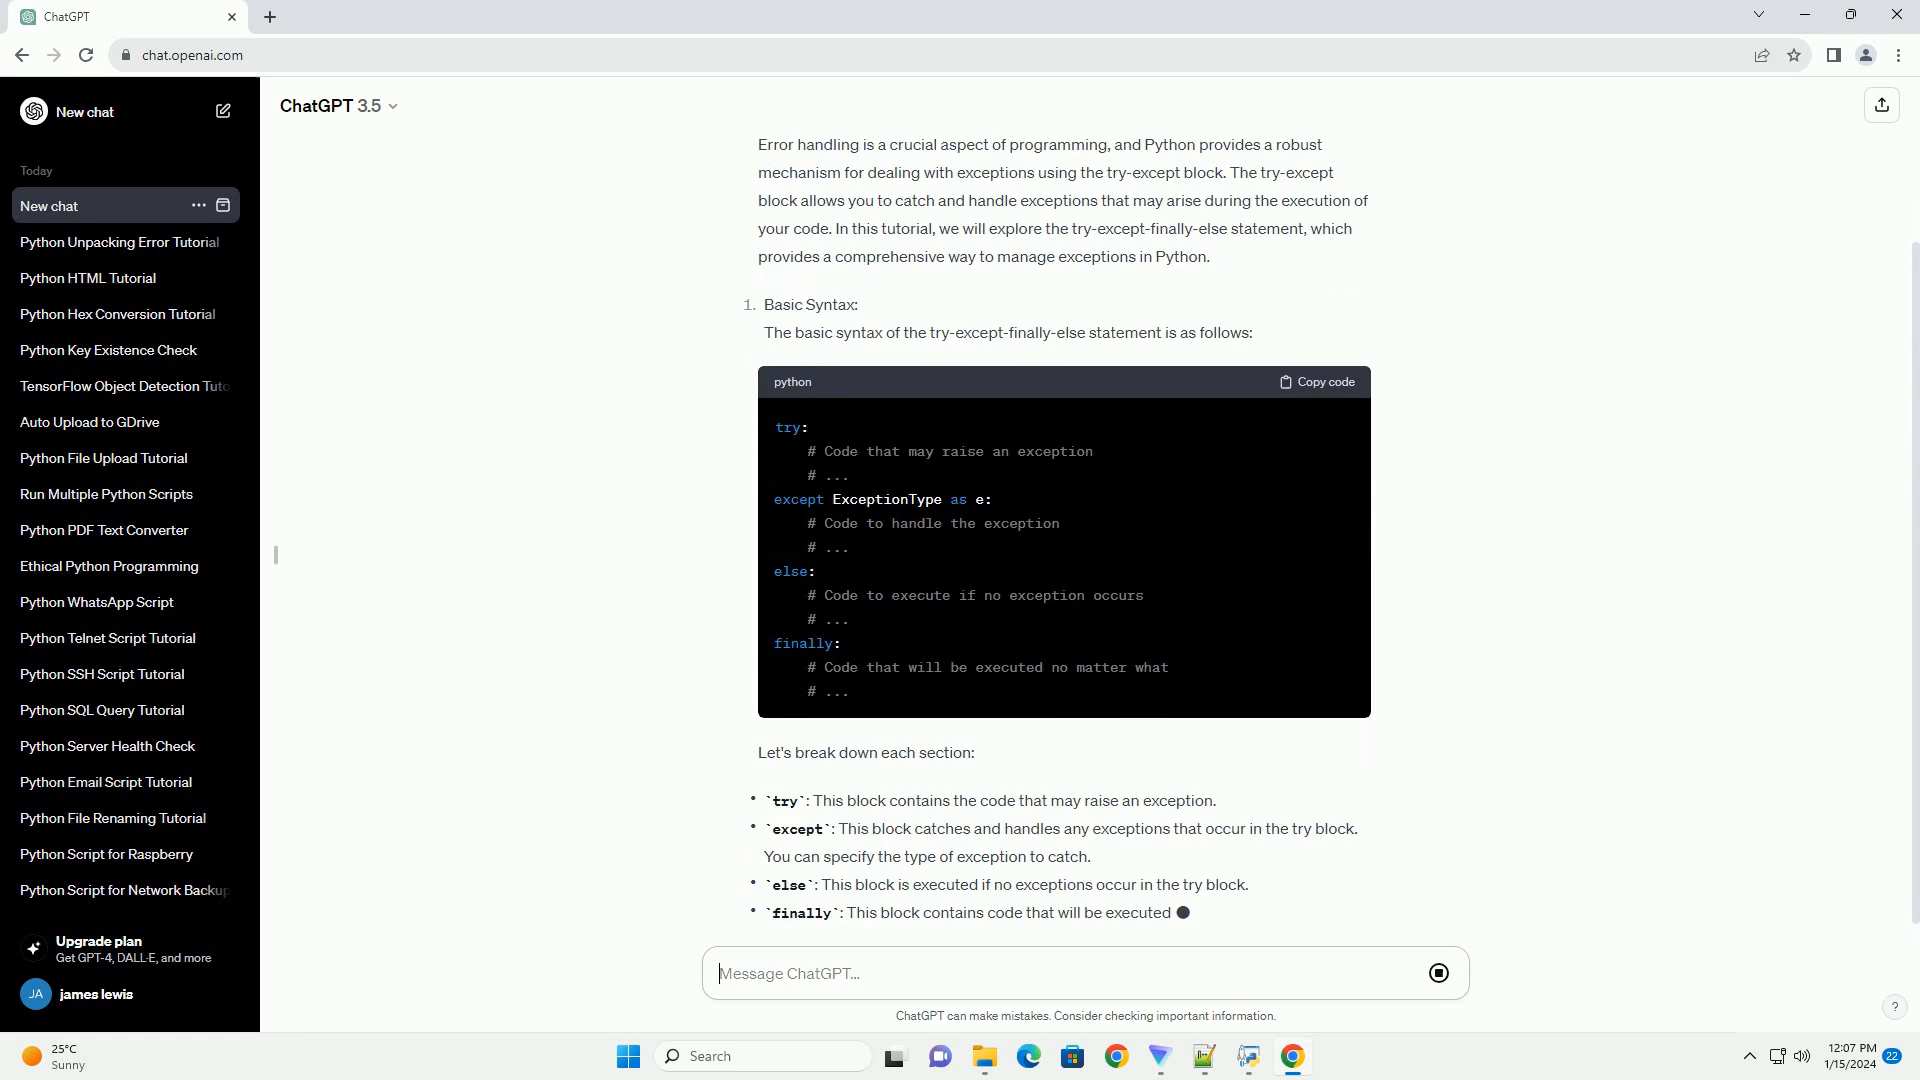 ChatGPT
chat.openai.com
New chat
Today
New chat
Python Unpacking Error Tutorial
Python HTML Tutorial
Python Hex Conversion Tutorial
Python Key Existence Check
TensorFlow Object Detection Tuto
Auto Upload to GDrive
Python File Upload Tutorial
Run Multiple Python Scripts
Python PDF Text Converter
Ethical Python Programming
Python WhatsApp Script
Python Telnet Script Tutorial
Python SSH Script Tutorial
Python SQL Query Tutorial
Python Server Health Check
Python Email Script Tutorial
Python File Renaming Tutorial
Python Script for Raspberry
Python Script for Network Backup
Upgrade plan
Get GPT-4, DALL·E, and more
JA
james lewis
ChatGPT 3.5
Error handling is a crucial aspect of programming, and Python provides a robust
mechanism for dealing with exceptions using the try-except block. The try-except
block allows you to catch and handle exceptions that may arise during the execution of
your code. In this tutorial, we will explore the try-except-finally-else statement, which
provides a comprehensive way to manage exceptions in Python.
1. Basic Syntax:
The basic syntax of the try-except-finally-else statement is as follows:
python
Copy code
try:
# Code that may raise an exception
# ...
except ExceptionType as e:
# Code to handle the exception
# ...
else:
# Code to execute if no exception occurs
# ...
finally:
# Code that will be executed no matter what
# ...
Let's break down each section:
• `try`: This block contains the code that may raise an exception.
• `except`: This block catches and handles any exceptions that occur in the try block.
You can specify the type of exception to catch.
• `else`: This block is executed if no exceptions occur in the try block.
• `finally`: This block contains code that will be executed
Message ChatGPT...
ChatGPT can make mistakes. Consider checking important information.
?
25°C
Sunny
Search
12:07 PM
1/15/2024
22